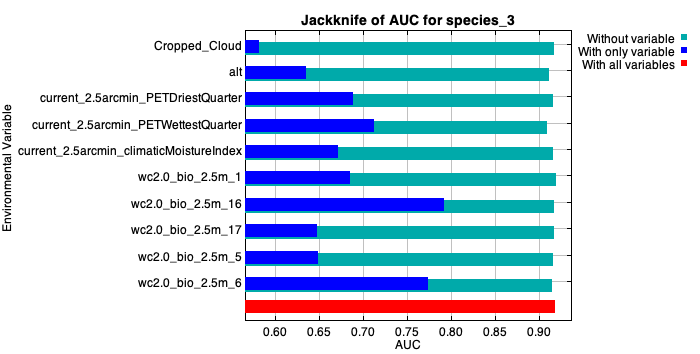 Jackknife of AUC for species_3
Without variable
With only variable
With all variables
Environmental Variable
Cropped_Cloud
alt
current_2.5arcmin_PETDriestQuarter
current_2.5arcmin_PETWettestQuarter
current_2.5arcmin_climaticMoistureIndex
wc2.0_bio_2.5m_1
wc2.0_bio_2.5m_16
wc2.0_bio_2.5m_17
wc2.0_bio_2.5m_5
wc2.0_bio_2.5m_6
0.60 0.65 0.70 0.75 0.80 0.85 0.90
AUC